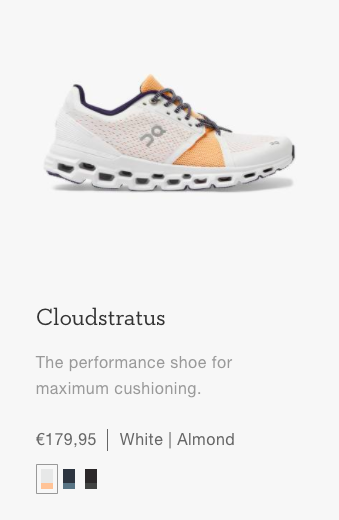 Cloudstratus
The performance shoe for
maximum cushioning.
€179,95 | White | Almond